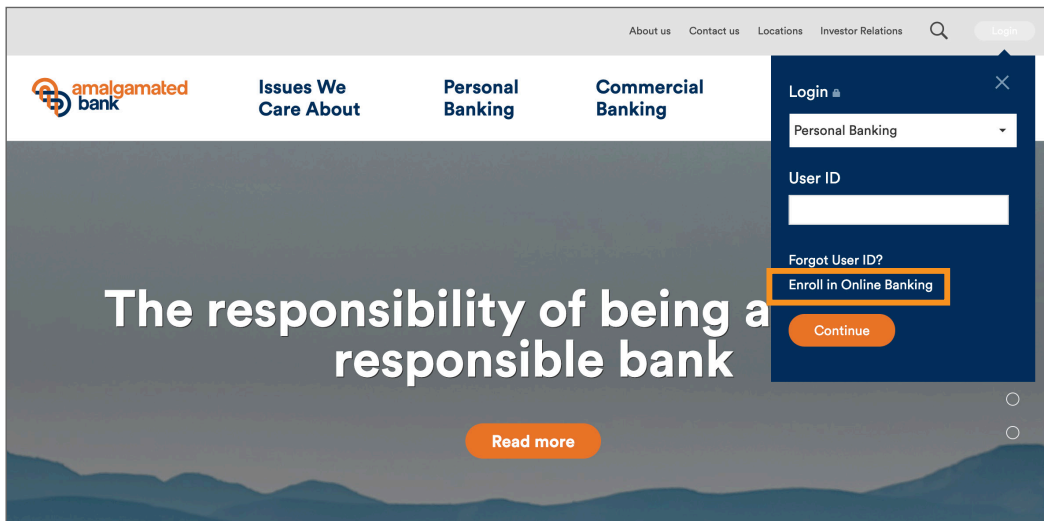 About us Contact us Locations Investor Relations Login
amalgamated
bank
Issues We
Care About
Personal
Banking
Commercial
Banking
Login
Personal Banking
User ID
Forgot User ID?
Enroll in Online Banking
Continue
The responsibility of being a
responsible bank
Read more